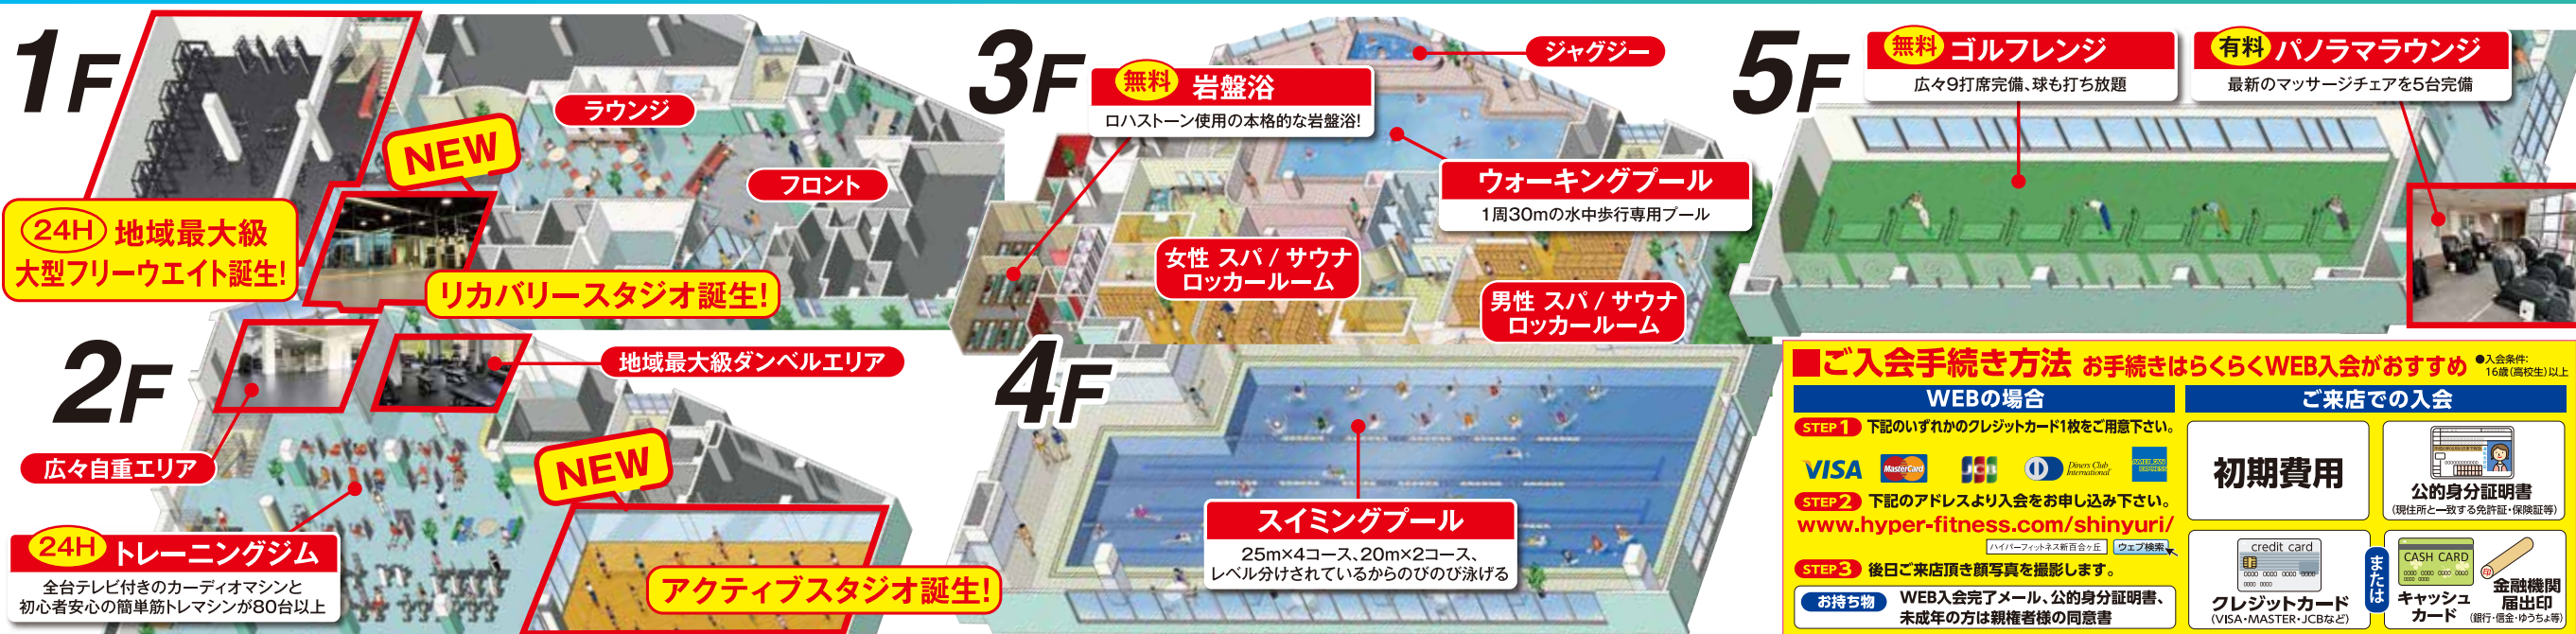 1F
ラウンジ
NEW
フロント
24H 地域最大級
大型フリーウエイト誕生!
リカバリースタジオ誕生!
2F
地域最大級ダンベルエリア
広々自重エリア
NEW
24H トレーニングジム
全台テレビ付きのカーディオマシンと
初心者安心の簡単筋トレマシンが80台以上
アクティブスタジオ誕生!
3F
ジャグジー
無料 岩盤浴
ロハストーン使用の本格的な岩盤浴!
ウォーキングプール
1周30mの水中歩行専用プール
女性 スパ / サウナ
ロッカールーム
男性 スパ / サウナ
ロッカールーム
4F
スイミングプール
25m×4コース、20m×2コース、
レベル分けされているからのびのび泳げる
5F
無料 ゴルフレンジ
広々9打席完備、球も打ち放題
有料 パノラマラウンジ
最新のマッサージチェアを5台完備
■ご入会手続き方法 お手続きはらくらくWEB入会がおすすめ
●入会条件:
16歳(高校生)以上
WEBの場合
STEP1 下記のいずれかのクレジットカード1枚をご用意下さい。
VISA MasterCard JCB Diners Club International AMERICAN EXPRESS
STEP2 下記のアドレスより入会をお申し込み下さい。
www.hyper-fitness.com/shinyuri/
ハイパーフィットネス新百合ヶ丘 ウェブ検索
STEP3 後日ご来店頂き顔写真を撮影します。
お持ち物 WEB入会完了メール、公的身分証明書、
未成年の方は親権者様の同意書
ご来店での入会
初期費用
公的身分証明書
(現住所と一致する免許証・保険証等)
credit card
0000 0000 0000 0000
0000 0000
クレジットカード
(VISA・MASTER・JCBなど)
または
CASH CARD
0000 0000 0000 0000
0000 0000
キャッシュ
カード
印
金融機関
届出印
(銀行・信金・ゆうちょ等)